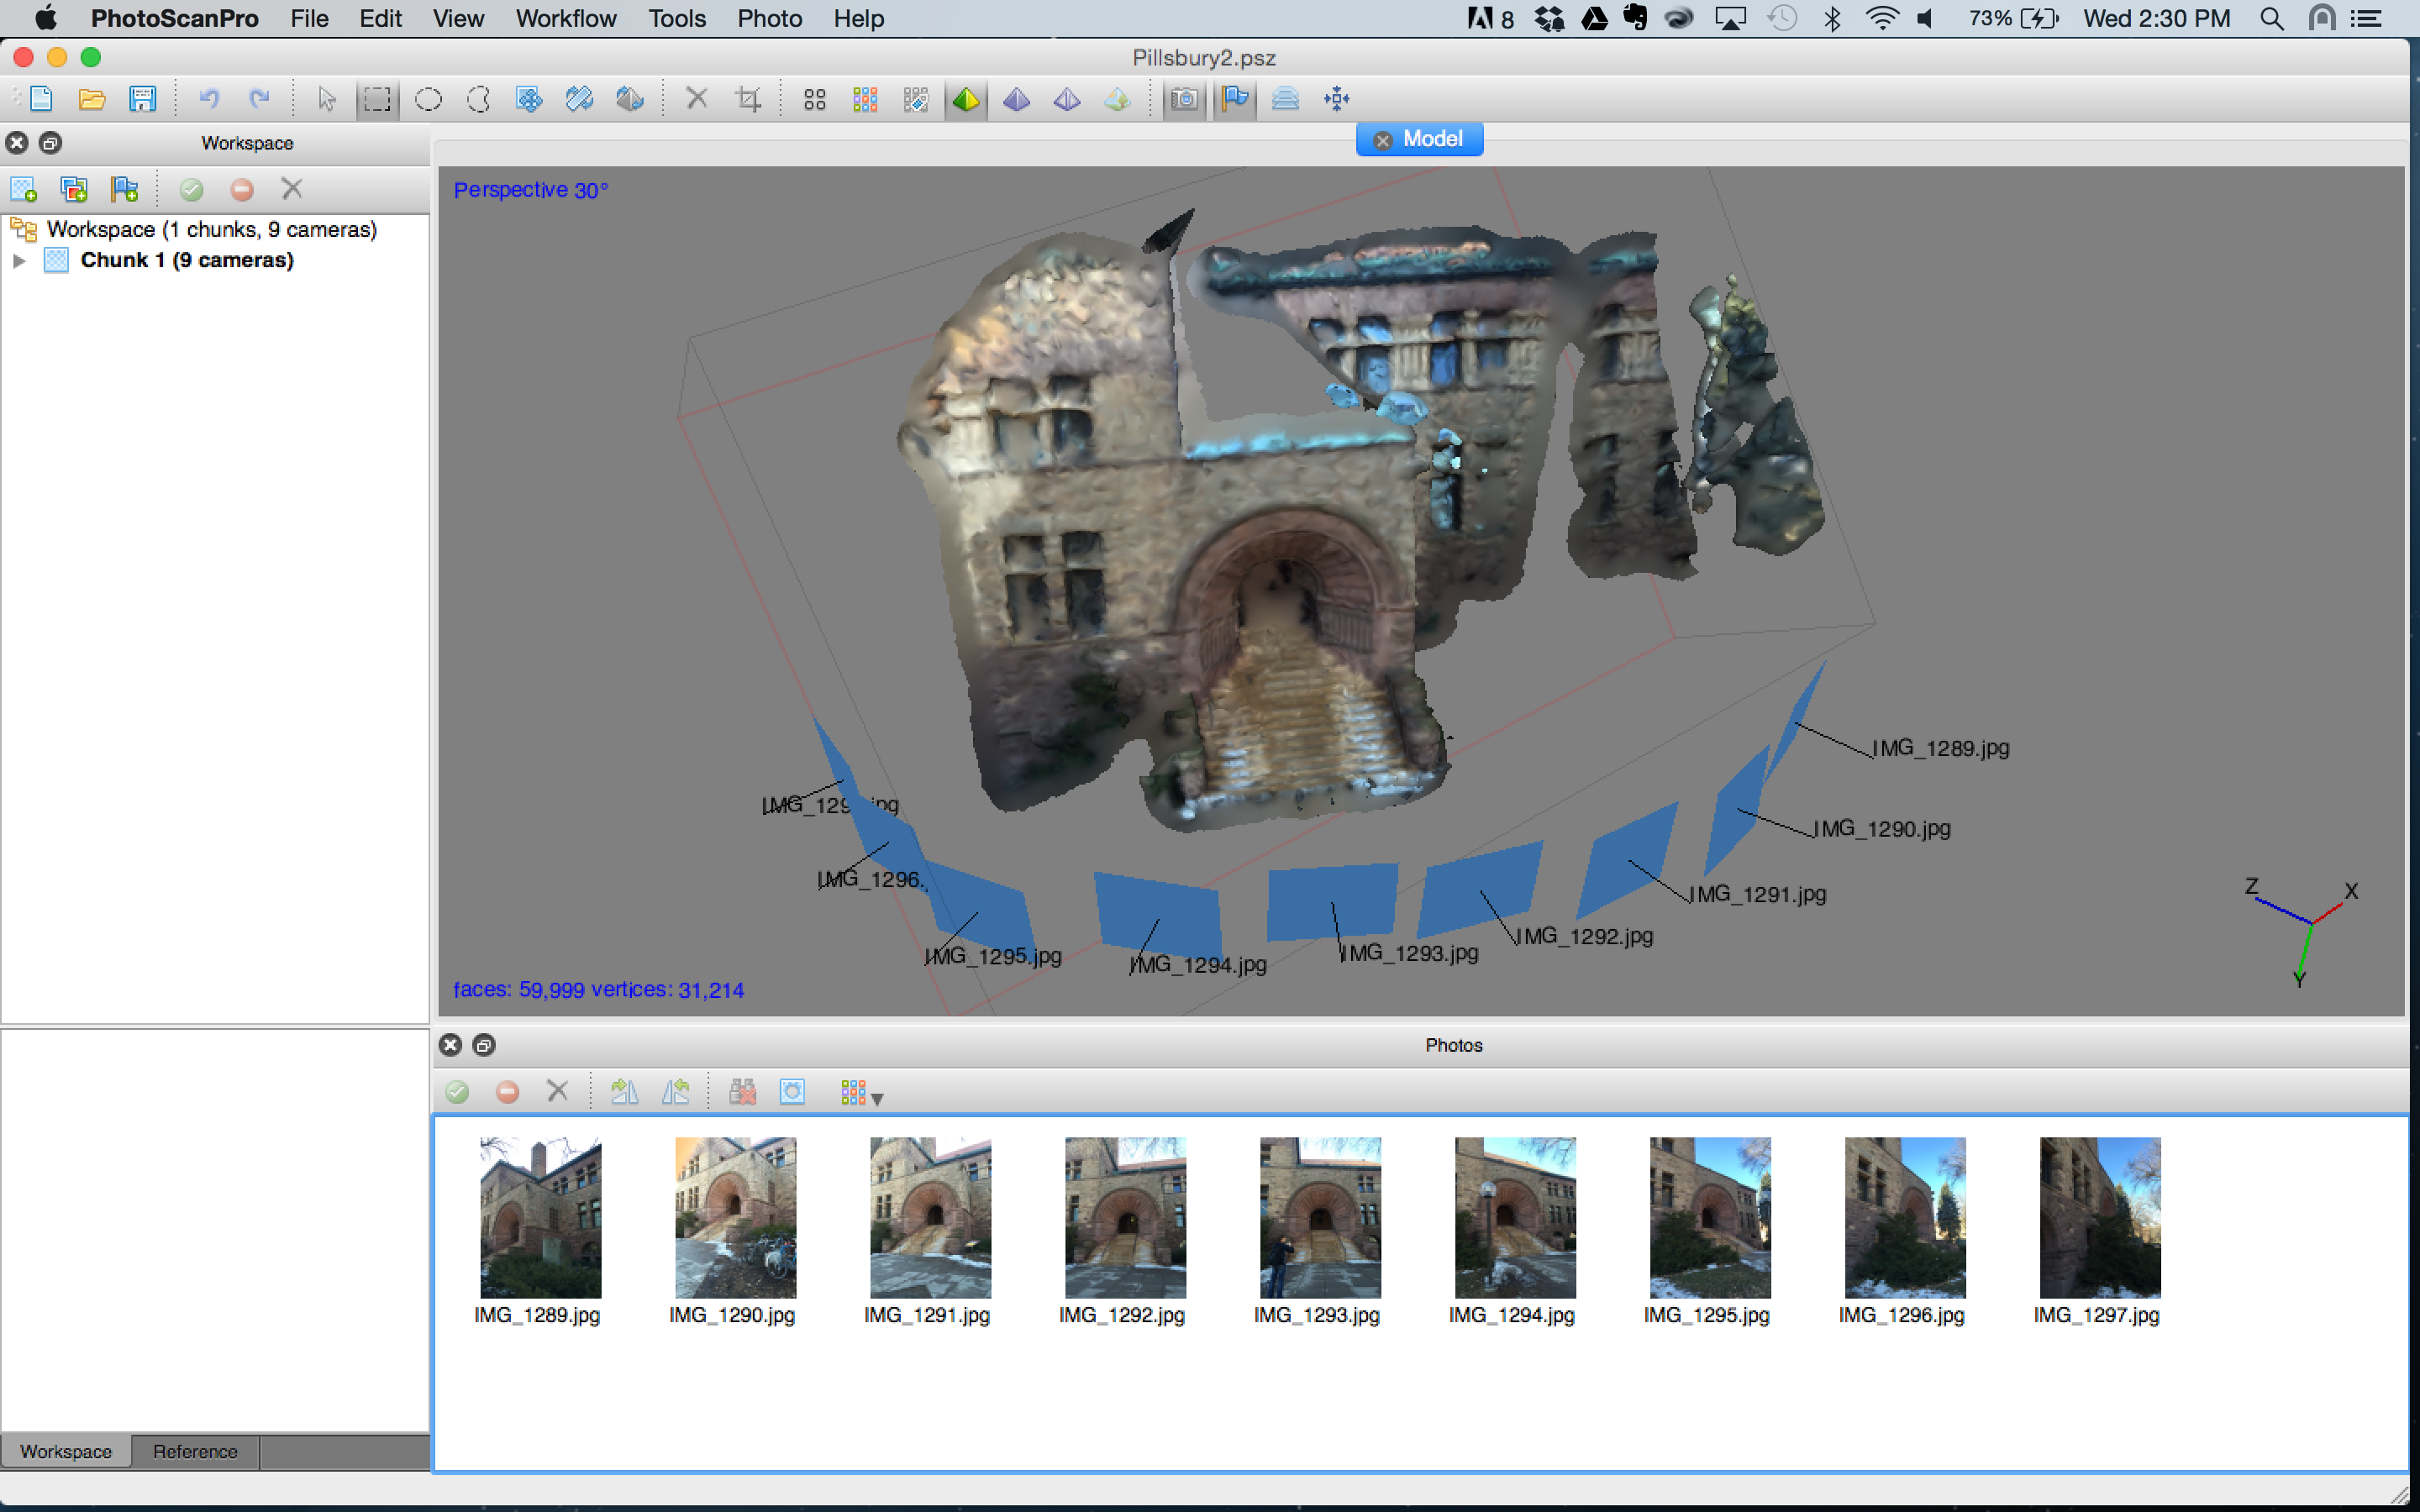 PhotoScanPro File Edit View Workflow Tools Photo Help 8 73% Wed 2:30 PM
Pillsbury2.psz
Workspace
Model
Workspace (1 chunks, 9 cameras)
Chunk 1 (9 cameras)
Perspective 30°
IMG_1289.jpg
IMG_1290.jpg
IMG_1291.jpg
IMG_1292.jpg
IMG_1293.jpg
IMG_1294.jpg
IMG_1295.jpg
IMG_1296.
Z
X
Y
faces: 59,999 vertices: 31,214
Photos
IMG_1289.jpg IMG_1290.jpg IMG_1291.jpg IMG_1292.jpg IMG_1293.jpg IMG_1294.jpg IMG_1295.jpg IMG_1296.jpg IMG_1297.jpg
Workspace Reference